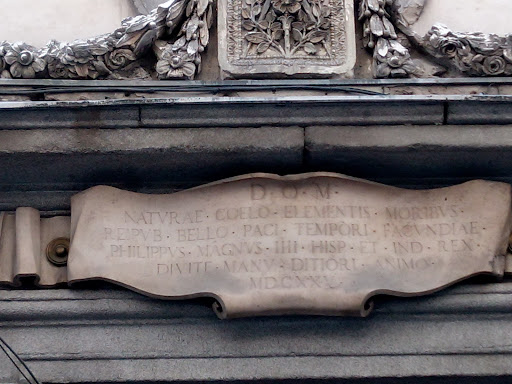 D·O·M·
NATVRAE · COELO · ELEMENTIS · MORIBVS
REIPVB · BELLO · PACI · TEMPORI · FACVNDIAE
PHILIPPVS · MAGNVS · IIII · HISP · ET · IND · REX
DIVITE · MANV · DITIORI · ANIMO
MDCXXX